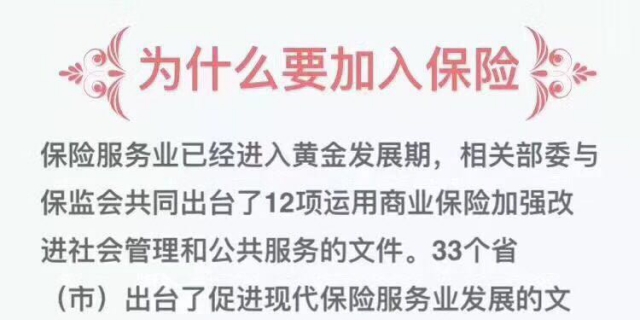 为什么要加入保险
保险服务业已经进入黄金发展期，相关部委与
保监会共同出台了12项运用商业保险加强改
进社会管理和公共服务的文件。33个省
（市）出台了促进现代保险服务业发展的文